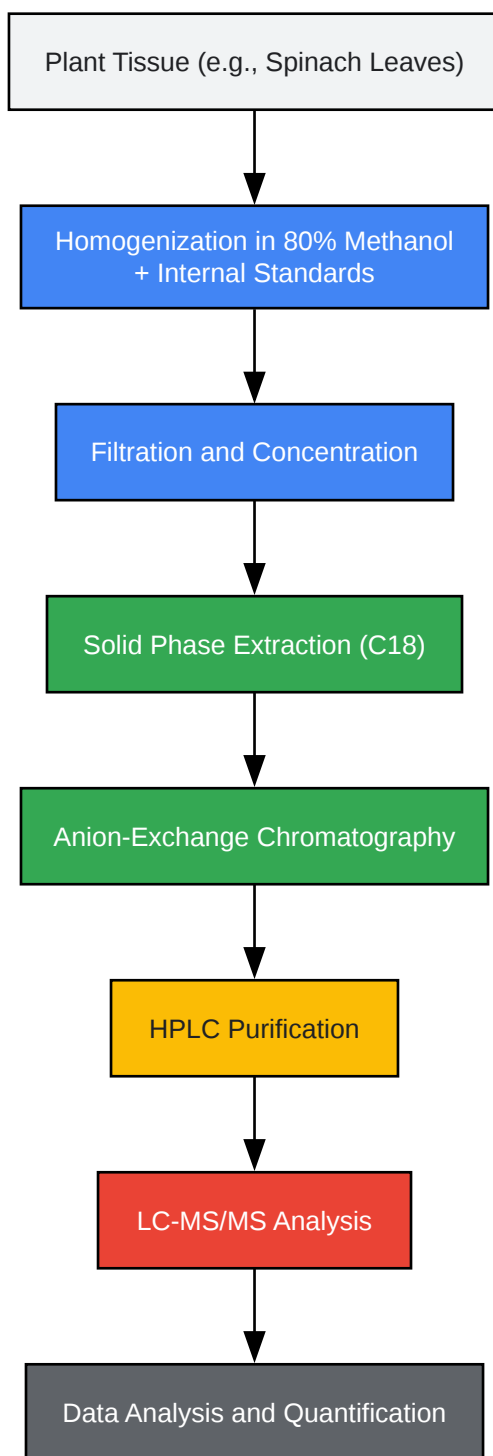 Plant Tissue (e.g., Spinach Leaves)
Homogenization in 80% Methanol
+ Internal Standards
Filtration and Concentration
Solid Phase Extraction (C18)
Anion-Exchange Chromatography
HPLC Purification
LC-MS/MS Analysis
Data Analysis and Quantification